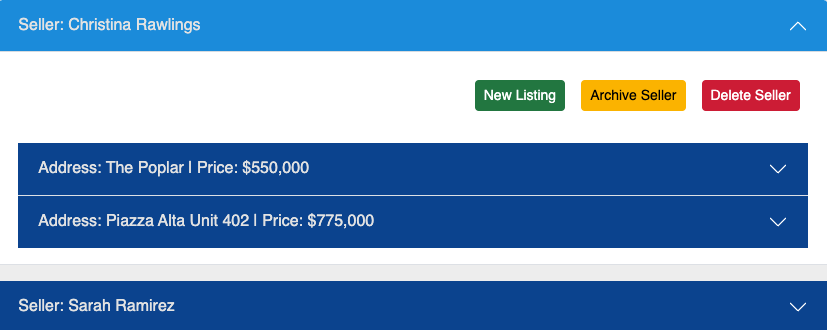 Seller: Christina Rawlings
New Listing Archive Seller Delete Seller
Address: The Poplar | Price: $550,000
Address: Piazza Alta Unit 402 | Price: $775,000
Seller: Sarah Ramirez